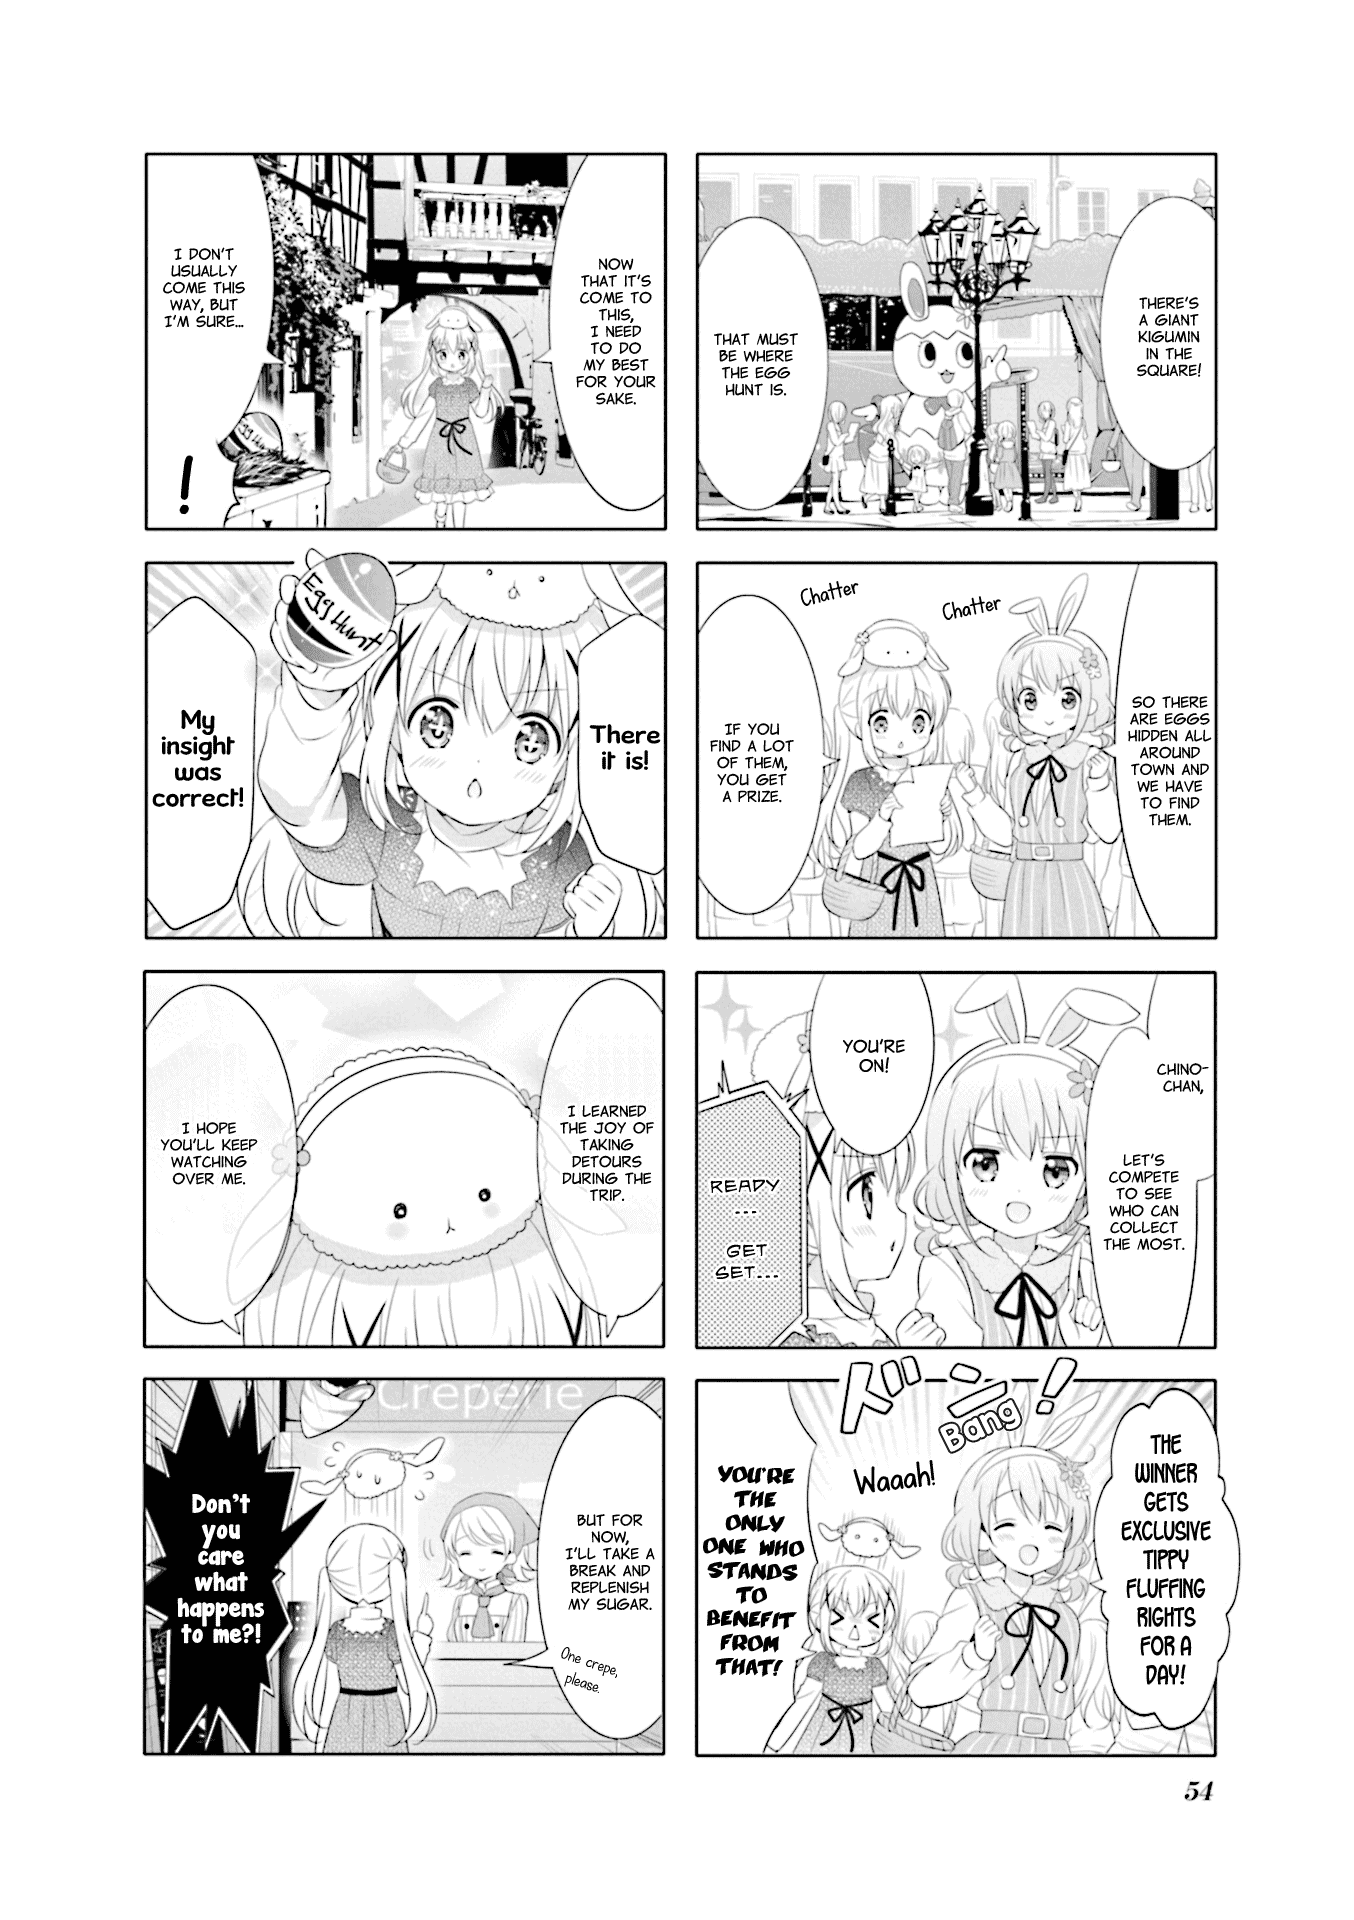 THERE'S
A GIANT
KIGUMIN
IN THE
SQUARE!
THAT MUST
BE WHERE
THE EGG
HUNT IS.
Chatter
Chatter
SO THERE
ARE EGGS
HIDDEN ALL
AROUND
TOWN AND
WE HAVE
TO FIND
THEM.
IF YOU
FIND A LOT
OF THEM,
YOU GET
A PRIZE.
CHINO-
CHAN,
LET'S
COMPETE
TO SEE
WHO CAN
COLLECT
THE MOST.
YOU'RE
ON!
READY
...
GET
SET...
ドン!
Bang
THE
WINNER
GETS
EXCLUSIVE
TIPPY
FLUFFING
RIGHTS
FOR A
DAY!
Waaah!
YOU'RE
THE
ONLY
ONE WHO
STANDS
TO
BENEFIT
FROM
THAT!
NOW
THAT IT'S
COME TO
THIS,
I NEED
TO DO
MY BEST
FOR YOUR
SAKE.
I DON'T
USUALLY
COME THIS
WAY, BUT
I'M SURE...
Egg Hunt
!
Egg Hunt
There
it is!
My
insight
was
correct!
I LEARNED
THE JOY OF
TAKING
DETOURS
DURING THE
TRIP.
I HOPE
YOU'LL KEEP
WATCHING
OVER ME.
Creperie
BUT FOR
NOW,
I'LL TAKE A
BREAK AND
REPLENISH
MY SUGAR.
One crepe,
please.
Don't
you
care
what
happens
to me?!
54